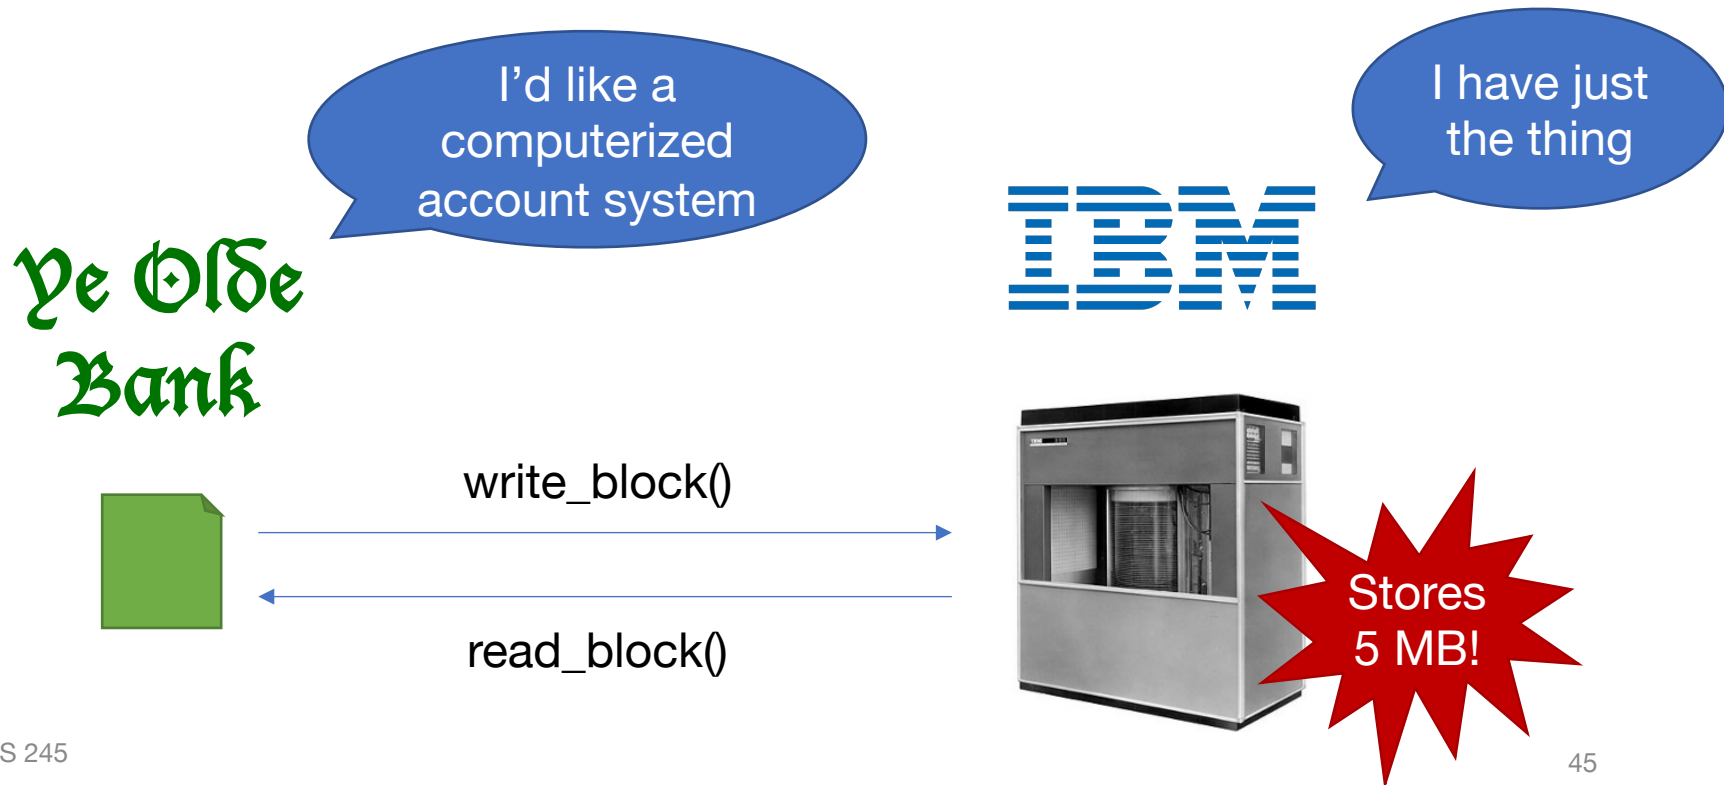 I’d like a
computerized
account system
I have just
the thing
Ye Olde
Bank
IBM
write_block()
read_block()
Stores
5 MB!
S 245
45